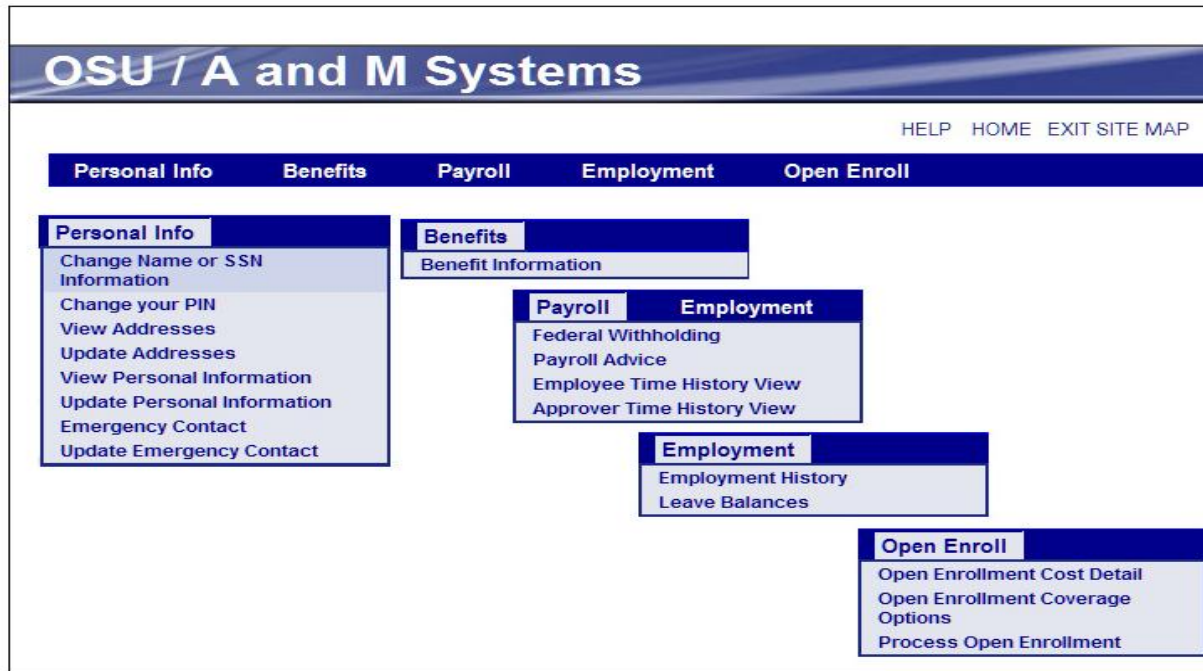 OSU / A and M Systems
HELP HOME EXIT SITE MAP
Personal Info Benefits Payroll Employment Open Enroll
Personal Info
Change Name or SSN
Information
Change your PIN
View Addresses
Update Addresses
View Personal Information
Update Personal Information
Emergency Contact
Update Emergency Contact
Benefits
Benefit Information
Payroll Employment
Federal Withholding
Payroll Advice
Employee Time History View
Approver Time History View
Employment
Employment History
Leave Balances
Open Enroll
Open Enrollment Cost Detail
Open Enrollment Coverage
Options
Process Open Enrollment